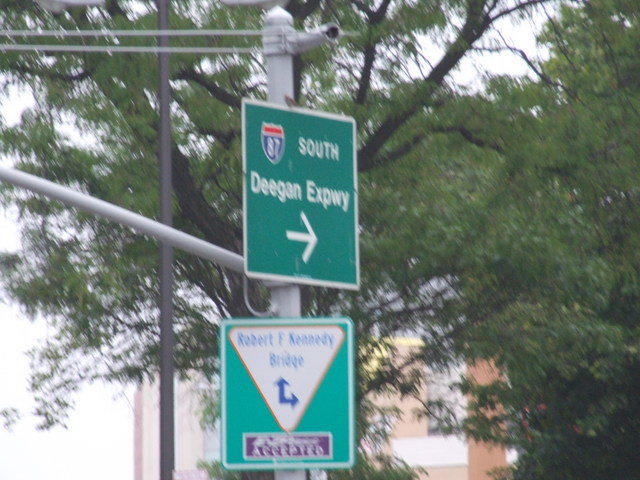 87 SOUTH
Deegan Expwy
Robert F Kennedy
Bridge
ACCEPTED